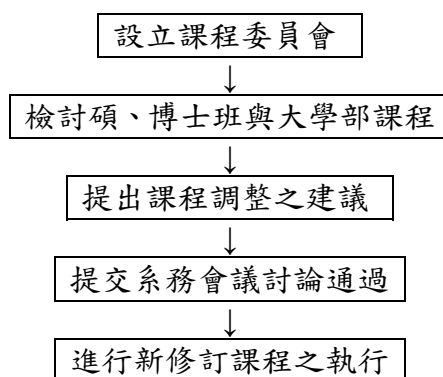 設立課程委員會
↓
檢討碩、博士班與大學部課程
↓
提出課程調整之建議
↓
提交系務會議討論通過
↓
進行新修訂課程之執行